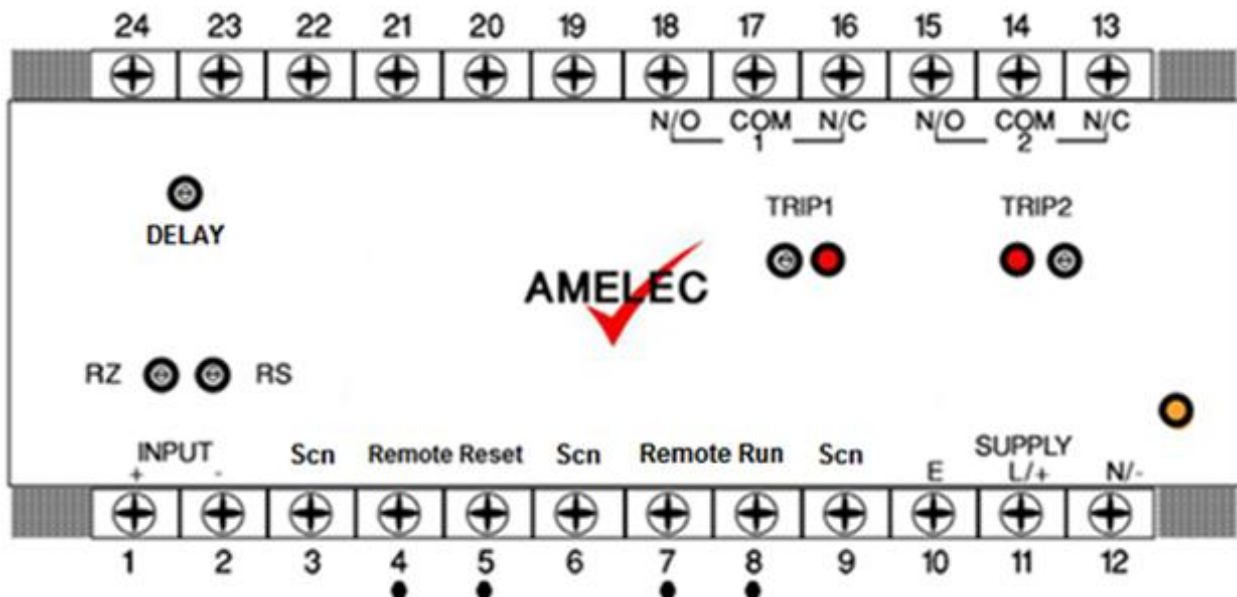 24 23 22 21 20 19 18 17 16 15 14 13
N/O COM N/C N/O COM N/C
1 2
TRIP1 TRIP2
DELAY
AMELEC
RZ RS
INPUT Scn Remote Reset Scn Remote Run Scn SUPPLY
+ - E L/+ N/-
1 2 3 4 5 6 7 8 9 10 11 12